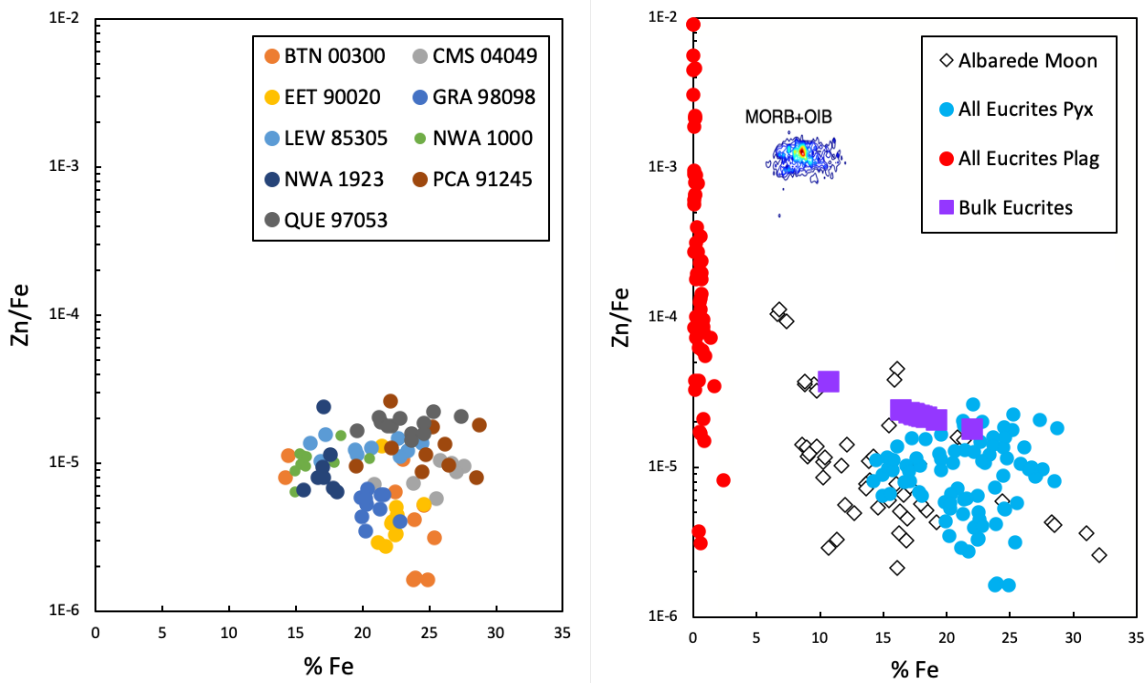 1E-2
1E-3
1E-4
1E-5
1E-6
Zn/Fe
BTN 00300 CMS 04049
EET 90020 GRA 98098
LEW 85305 NWA 1000
NWA 1923 PCA 91245
QUE 97053
0 5 10 15 20 25 30 35
% Fe
1E-2
1E-3
1E-4
1E-5
1E-6
Zn/Fe
MORB+OIB
Albarede Moon
All Eucrites Pyx
All Eucrites Plag
Bulk Eucrites
0 5 10 15 20 25 30 35
% Fe